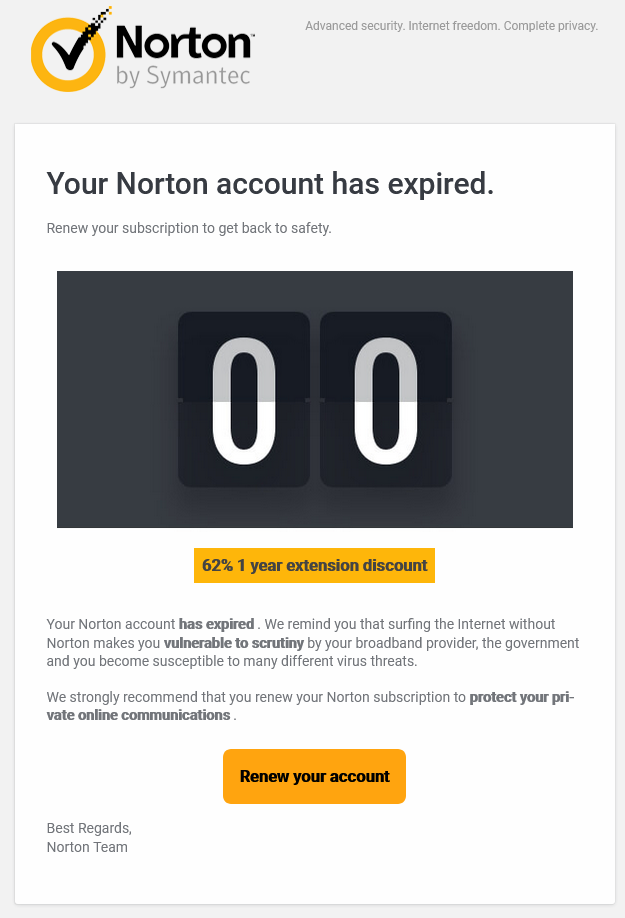 Norton™
by Symantec
Advanced security. Internet freedom. Complete privacy.
Your Norton account has expired.
Renew your subscription to get back to safety.
00
62% 1 year extension discount
Your Norton account has expired . We remind you that surfing the Internet without
Norton makes you vulnerable to scrutiny by your broadband provider, the government
and you become susceptible to many different virus threats.
We strongly recommend that you renew your Norton subscription to protect your pri-
vate online communications .
Renew your account
Best Regards,
Norton Team